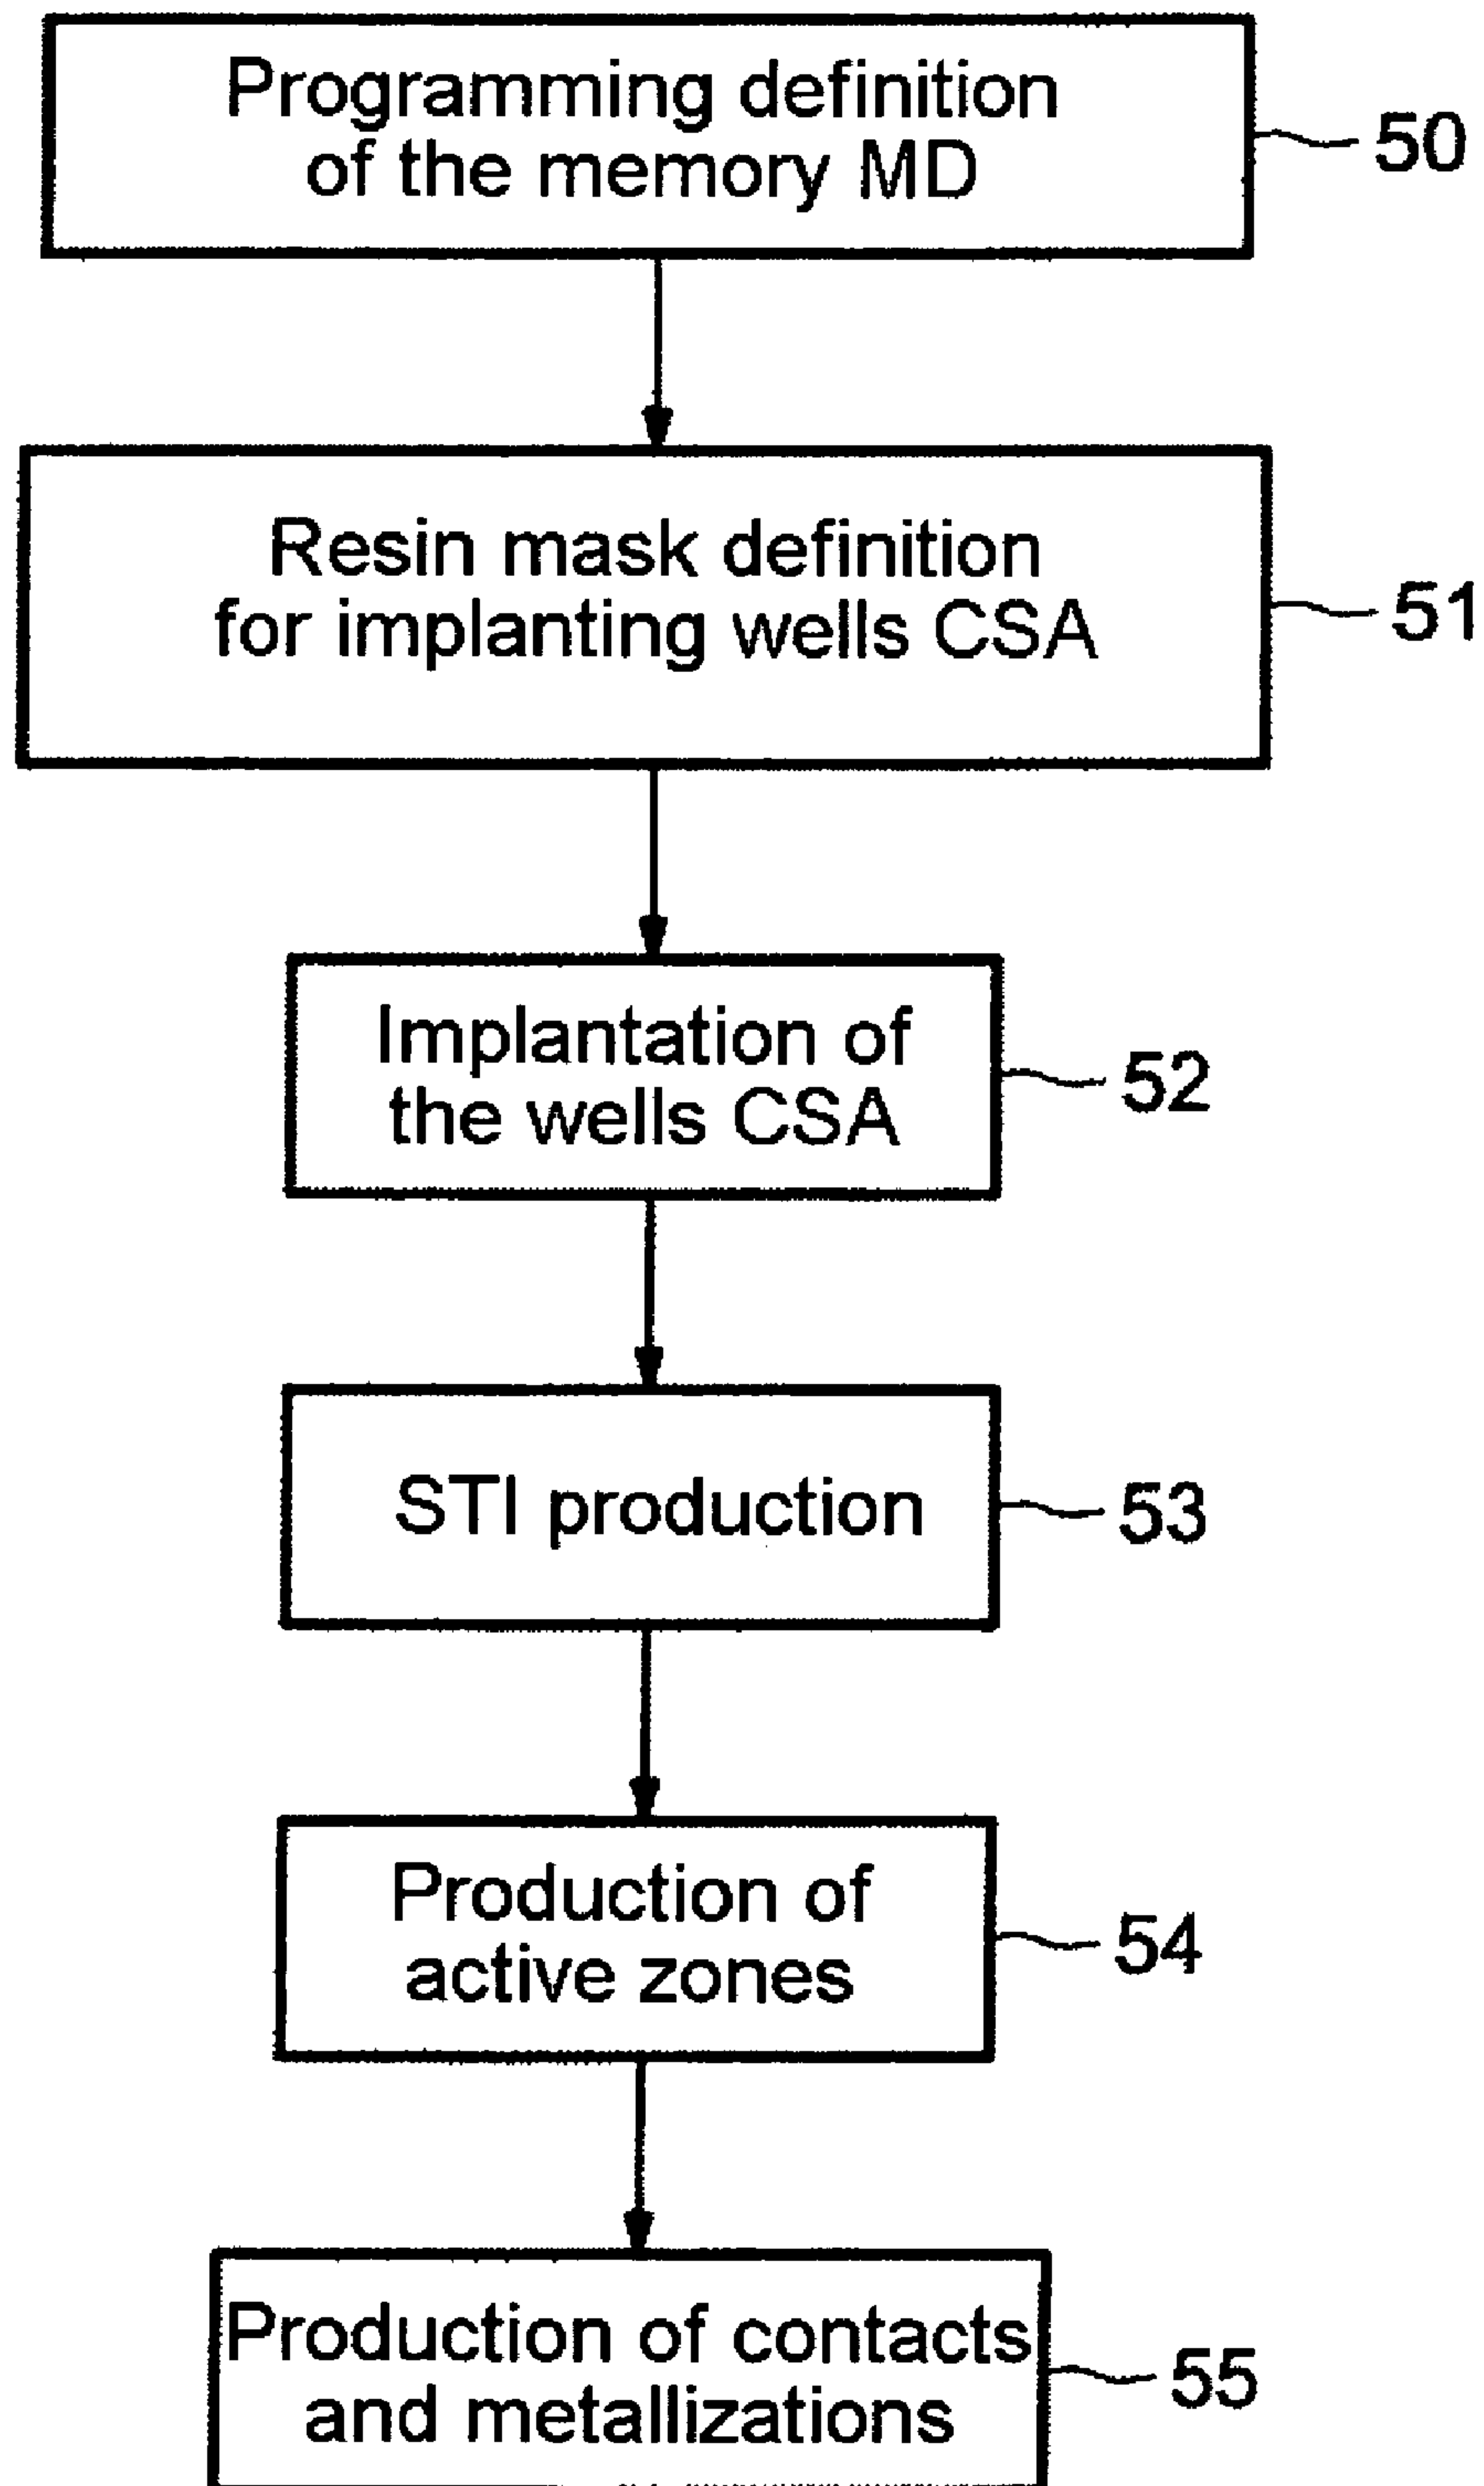 Programming definition
of the memory MD
50
Resin mask definition
for implanting wells CSA
51
Implantation of
the wells CSA
52
STI production
53
Production of
active zones
54
Production of contacts
and metallizations
55